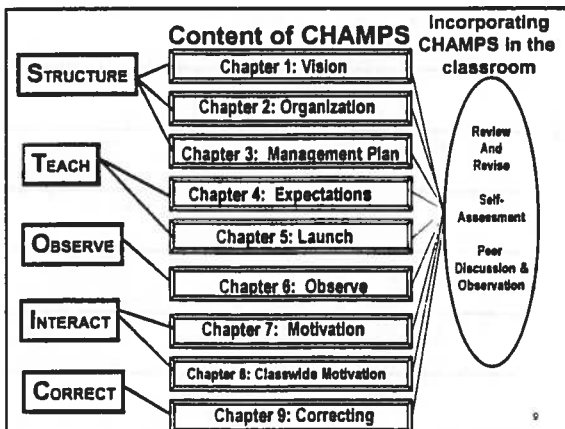 Content of CHAMPS
Incorporating
CHAMPS in the
classroom
STRUCTURE
TEACH
OBSERVE
INTERACT
CORRECT
Chapter 1: Vision
Chapter 2: Organization
Chapter 3: Management Plan
Chapter 4: Expectations
Chapter 5: Launch
Chapter 6: Observe
Chapter 7: Motivation
Chapter 8: Classwide Motivation
Chapter 9: Correcting
Review
And
Revise
Self-
Assessment
Peer
Discussion &
Observation
9